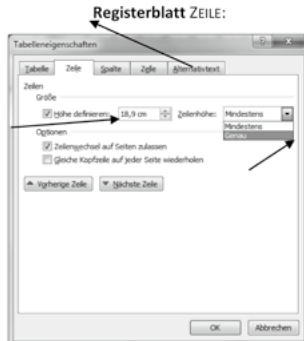 Registerblatt ZEILE:
Tabelleneigenschaften
Tabelle Zeile Spalte Zelle Alternativtext
Zeilen
Größe
Höhe definieren: 18,9 cm Zeilenhöhe: Mindestens
Mindestens
Genau
Optionen
Zeilenwechsel auf Seiten zulassen
Gleiche Kopfzeile auf jeder Seite wiederholen
Vorherige Zeile Nächste Zeile
OK Abbrechen